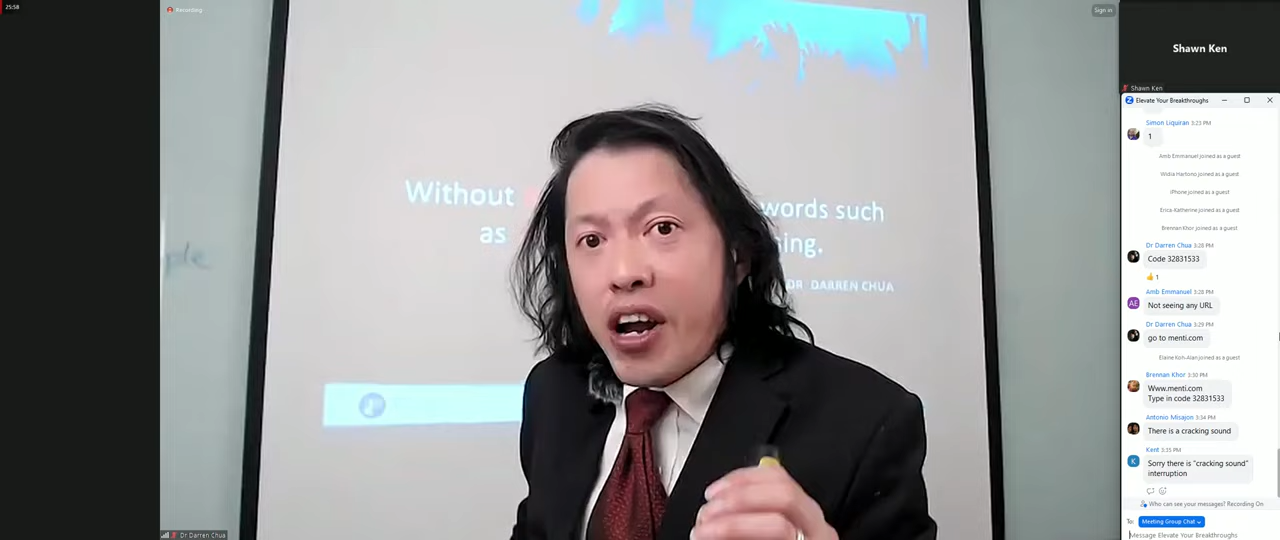 25:58
Recording
Sign in
Without
words such
as
DR DARREN CHUA
Dr Darren Chua
Shawn Ken
Shawn Ken
Elevate Your Breakthroughs
Simon Liquiran 3:23 PM
1
Amb Emmanuel joined as a guest
Widia Hartono joined as a guest
iPhone joined as a guest
Erica-Katherine joined as a guest
Brennan Khor joined as a guest
Dr Darren Chua 3:28 PM
Code 32831533
1
Amb Emmanuel 3:28 PM
AE
Not seeing any URL
Dr Darren Chua 3:29 PM
go to menti.com
Elaine Koh-Alan joined as a guest
Brennan Khor 3:30 PM
Www.menti.com
Type in code 32831533
Antonio Misajon 3:34 PM
There is a cracking sound
Kent 3:35 PM
K
Sorry there is "cracking sound"
interruption
Who can see your messages? Recording On
To: Meeting Group Chat
Message Elevate Your Breakthroughs